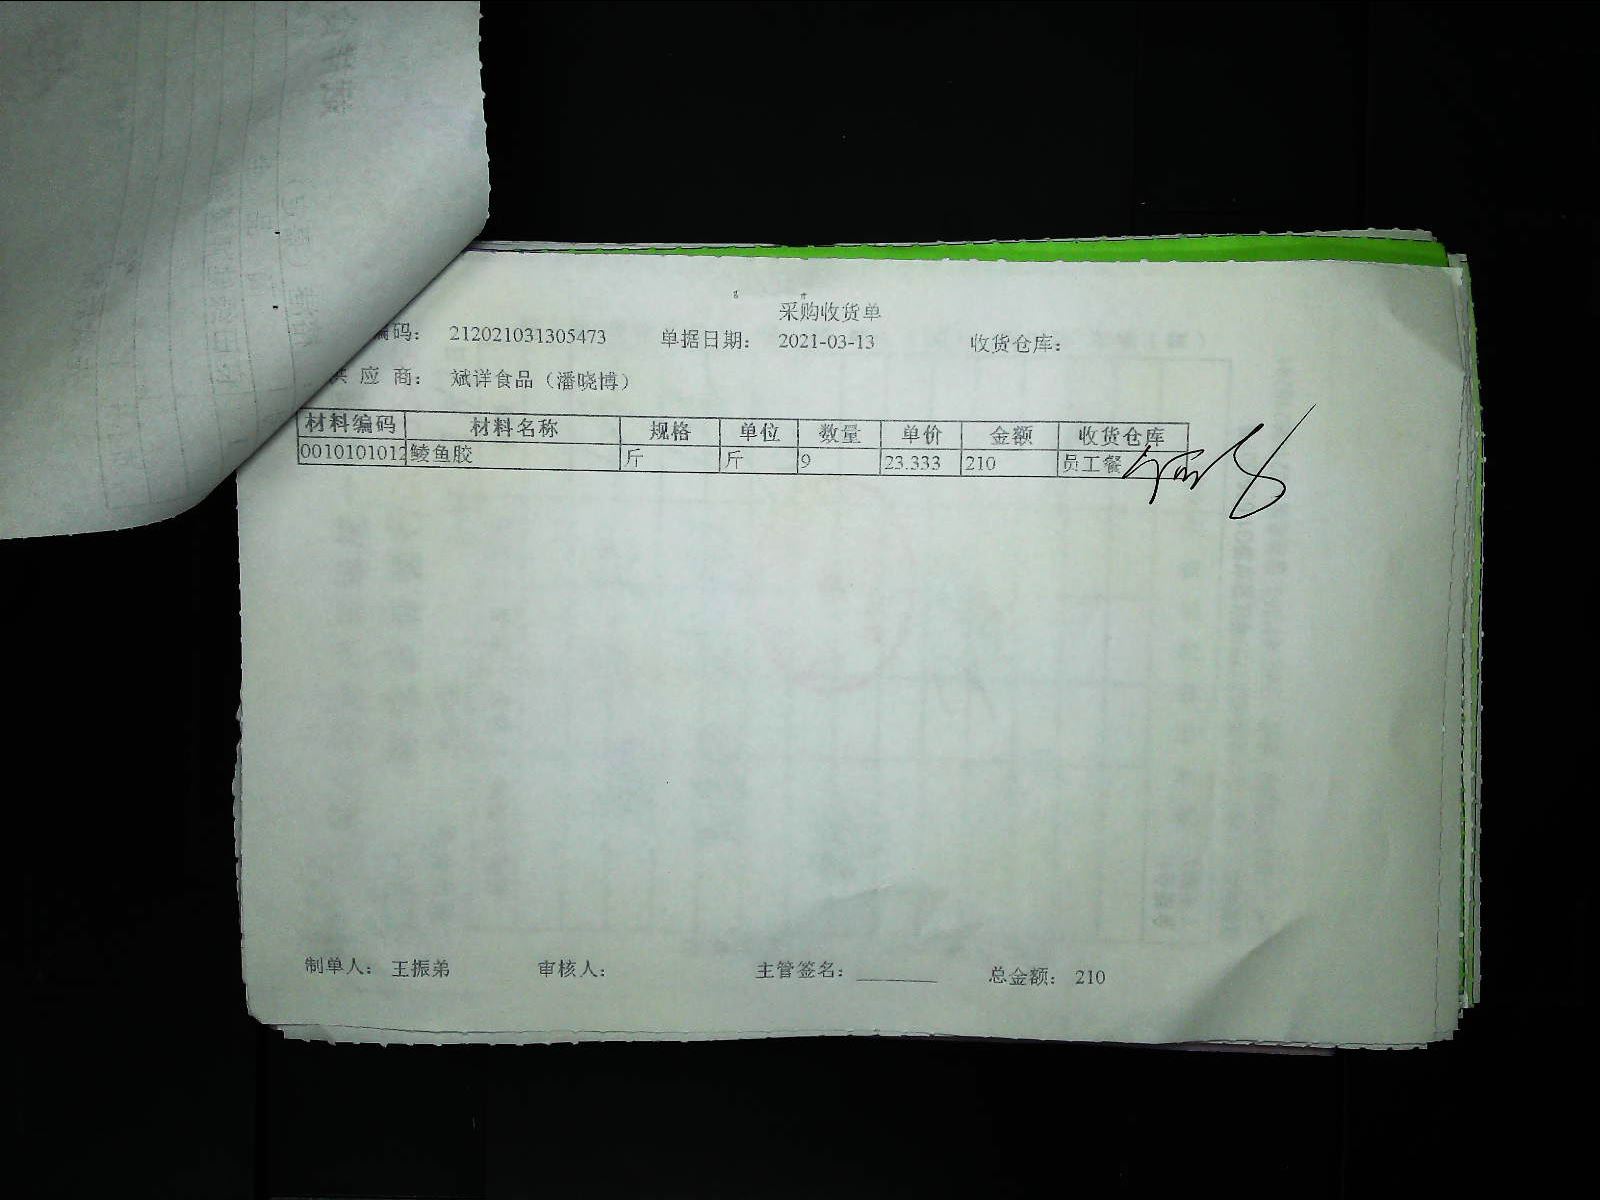 采购收货单
编码： 212021031305473 单据日期： 2021-03-13 收货仓库：
供 应 商： 斌详食品（潘晓博）
材料编码 材料名称 规格 单位 数量 单价 金额 收货仓库
0010101012 鲮鱼胶 斤 斤 9 23.333 210 员工餐
制单人： 王振弟 审核人： 主管签名： 总金额： 210